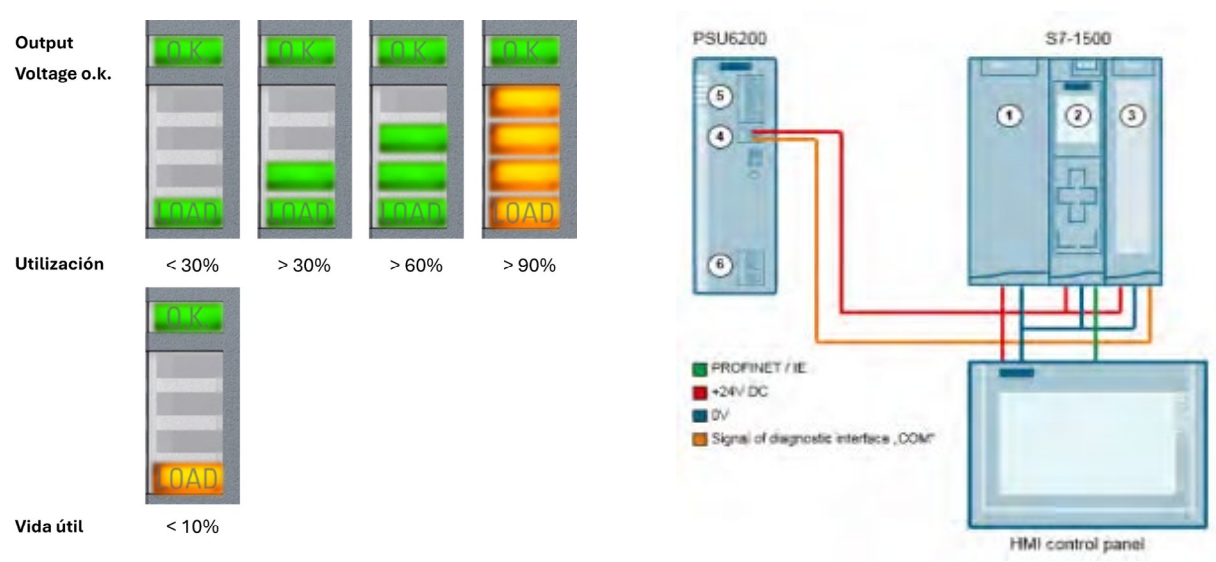 Output
Voltage o.k.
O.K.
O.K.
O.K.
O.K.
LOAD
LOAD
LOAD
LOAD
Utilización
< 30%
> 30%
> 60%
> 90%
O.K.
LOAD
Vida útil
< 10%
PSU6200
S7-1500
5
4
6
1
2
3
PROFINET / IE
+24V DC
0V
Signal of diagnostic interface „COM"
HMI control panel